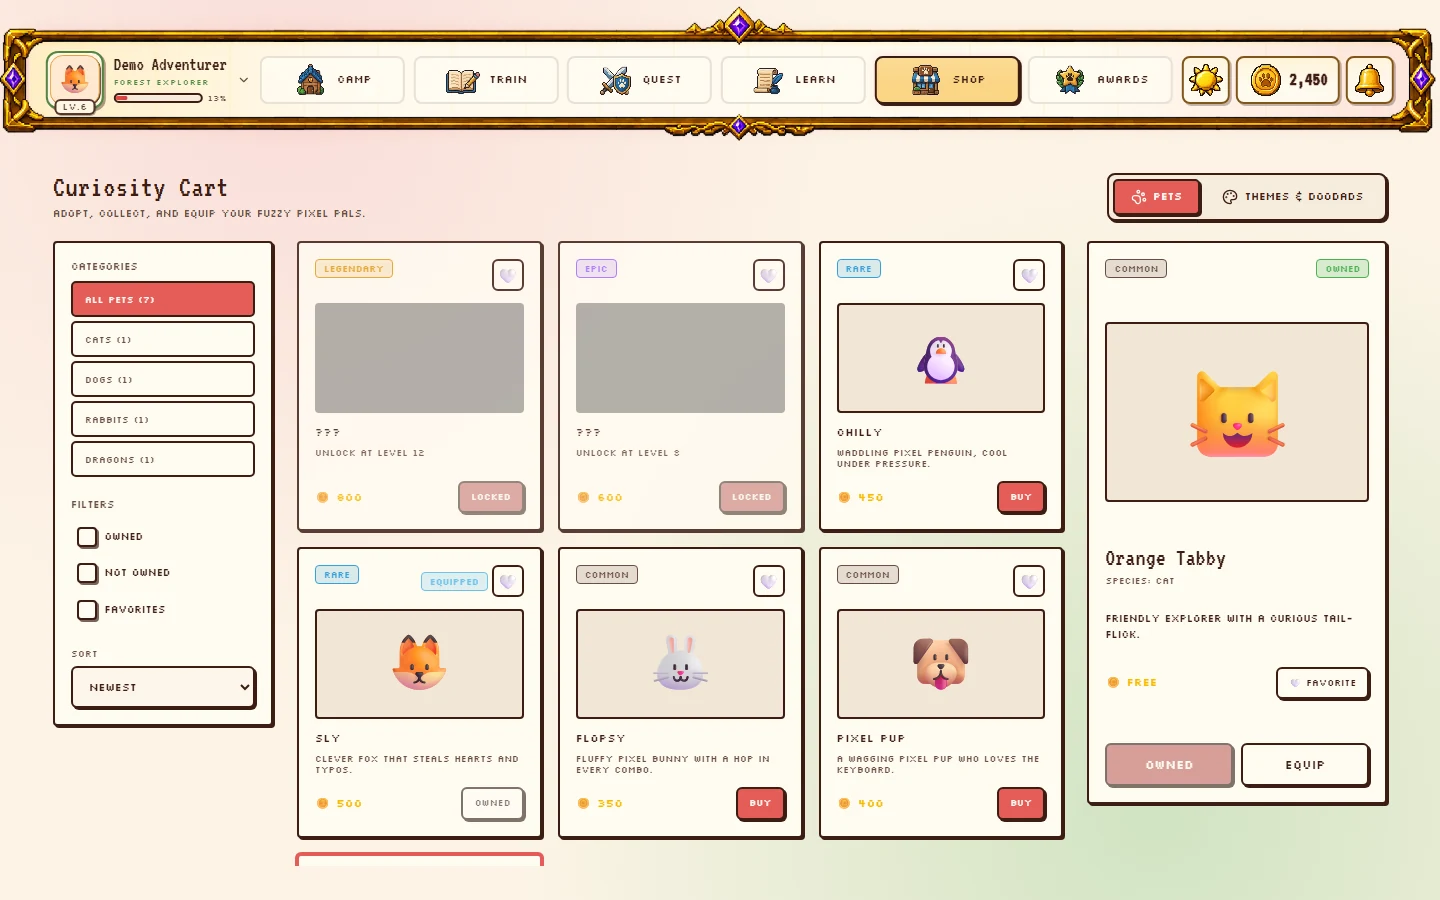 Demo Adventurer
FOREST EXPLORER
13%
LV.6
CAMP
TRAIN
QUEST
LEARN
SHOP
AWARDS
2,450
Curiosity Cart
ADOPT, COLLECT, AND EQUIP YOUR FUZZY PIXEL PALS.
PETS
THEMES & DOODADS
CATEGORIES
ALL PETS (7)
CATS (1)
DOGS (1)
RABBITS (1)
DRAGONS (1)
FILTERS
OWNED
NOT OWNED
FAVORITES
SORT
NEWEST
LEGENDARY
???
UNLOCK AT LEVEL 12
800
LOCKED
EPIC
???
UNLOCK AT LEVEL 8
600
LOCKED
RARE
CHILLY
WADDLING PIXEL PENGUIN, COOL
UNDER PRESSURE.
450
BUY
RARE
EQUIPPED
SLY
CLEVER FOX THAT STEALS HEARTS AND
TYPOS.
500
OWNED
COMMON
FLOPSY
FLUFFY PIXEL BUNNY WITH A HOP IN
EVERY COMBO.
350
BUY
COMMON
PIXEL PUP
A WAGGING PIXEL PUP WHO LOVES THE
KEYBOARD.
400
BUY
COMMON
OWNED
Orange Tabby
SPECIES: CAT
FRIENDLY EXPLORER WITH A CURIOUS TAIL-
FLICK.
FREE
FAVORITE
OWNED
EQUIP